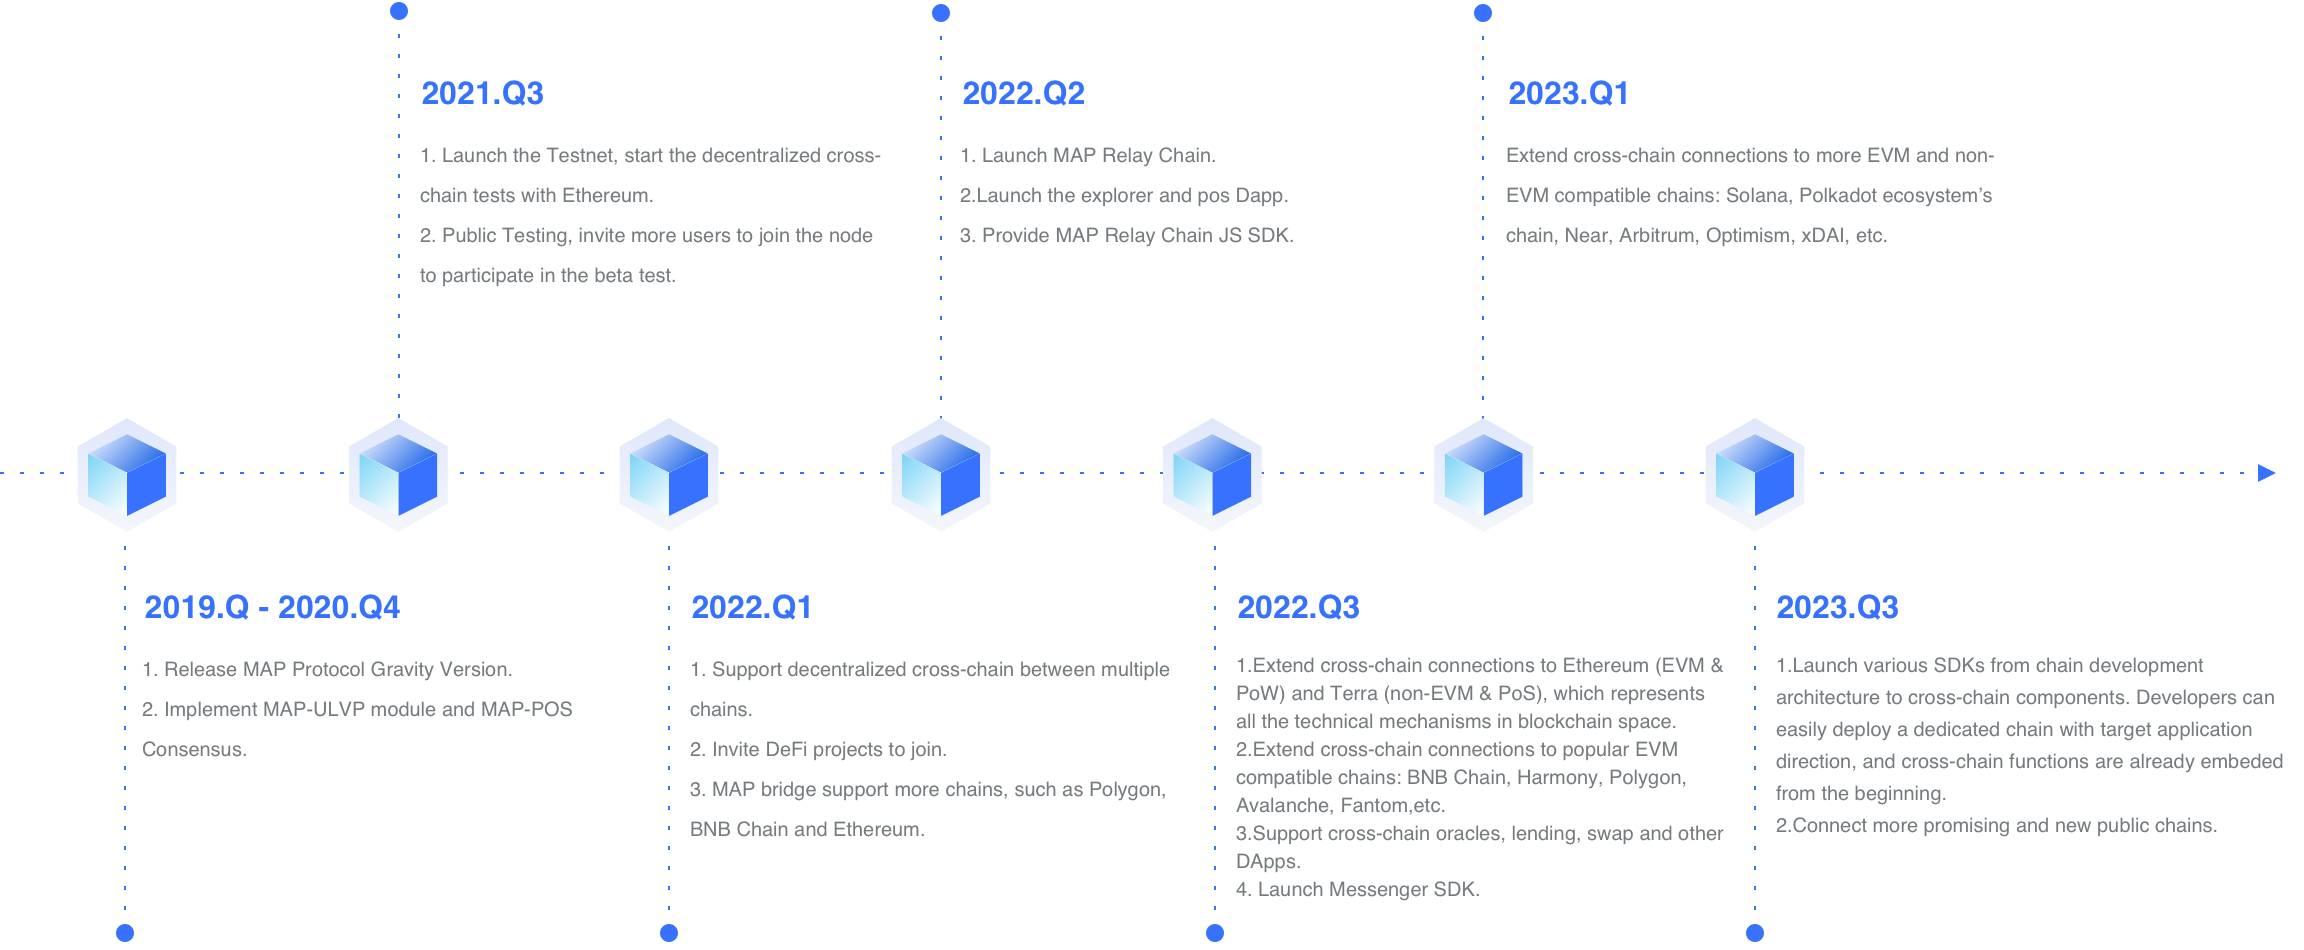 2021.Q3
1. Launch the Testnet, start the decentralized cross-
chain tests with Ethereum.
2. Public Testing, invite more users to join the node
to participate in the beta test.
2022.Q2
1. Launch MAP Relay Chain.
2.Launch the explorer and pos Dapp.
3. Provide MAP Relay Chain JS SDK.
2023.Q1
Extend cross-chain connections to more EVM and non-
EVM compatible chains: Solana, Polkadot ecosystem’s
chain, Near, Arbitrum, Optimism, xDAI, etc.
2019.Q - 2020.Q4
1. Release MAP Protocol Gravity Version.
2. Implement MAP-ULVP module and MAP-POS
Consensus.
2022.Q1
1. Support decentralized cross-chain between multiple
chains.
2. Invite DeFi projects to join.
3. MAP bridge support more chains, such as Polygon,
BNB Chain and Ethereum.
2022.Q3
1.Extend cross-chain connections to Ethereum (EVM &
PoW) and Terra (non-EVM & PoS), which represents
all the technical mechanisms in blockchain space.
2.Extend cross-chain connections to popular EVM
compatible chains: BNB Chain, Harmony, Polygon,
Avalanche, Fantom,etc.
3.Support cross-chain oracles, lending, swap and other
DApps.
4. Launch Messenger SDK.
2023.Q3
1.Launch various SDKs from chain development
architecture to cross-chain components. Developers can
easily deploy a dedicated chain with target application
direction, and cross-chain functions are already embeded
from the beginning.
2.Connect more promising and new public chains.